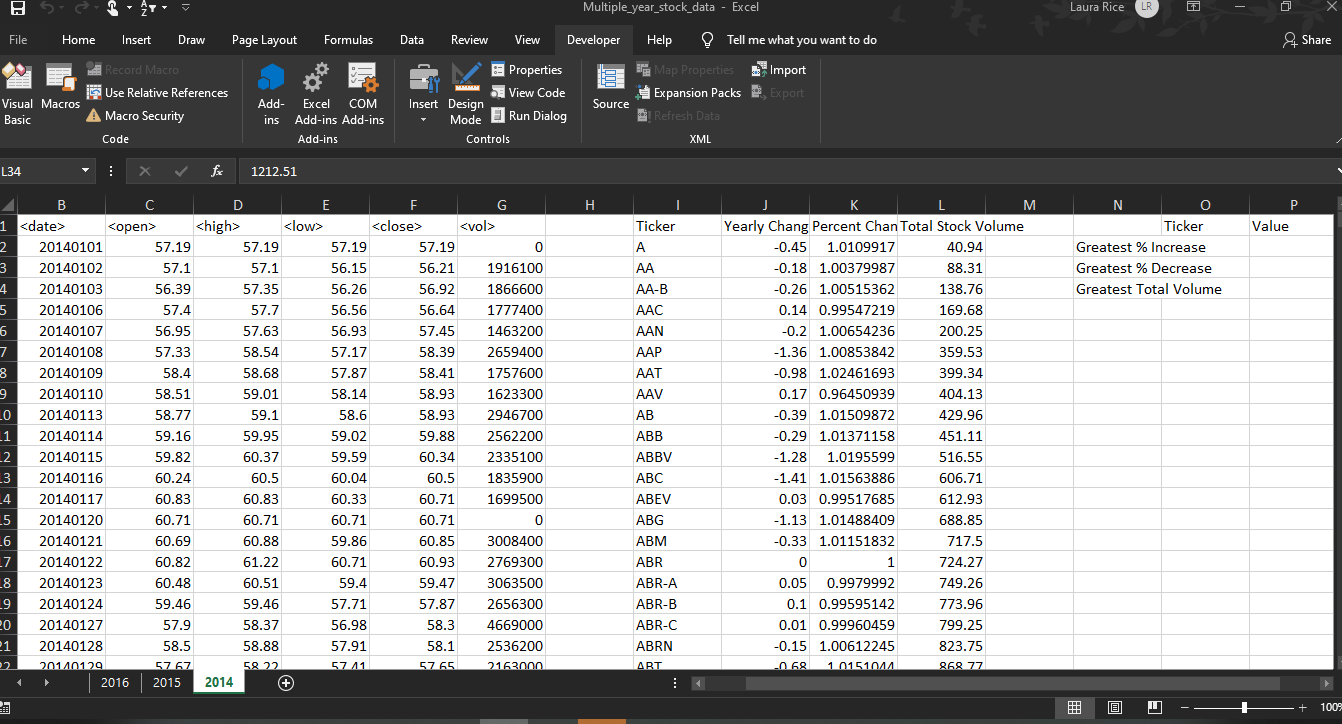 Multiple_year_stock_data - Excel Laura Rice LR
File Home Insert Draw Page Layout Formulas Data Review View Developer Help Tell me what you want to do Share
Record Macro Properties Map Properties Import
Use Relative References View Code Expansion Packs Export
Macro Security Run Dialog Refresh Data
Visual Basic Macros Add-ins Excel Add-ins COM Add-ins Insert Design Mode Source
Code Add-ins Controls XML
L34 fx 1212.51
B C D E F G H I J K L M N O P
1 <date> <open> <high> <low> <close> <vol> Ticker Yearly Chang Percent Chan Total Stock Volume Ticker Value
2 20140101 57.19 57.19 57.19 57.19 0 A -0.45 1.0109917 40.94 Greatest % Increase
3 20140102 57.1 57.1 56.15 56.21 1916100 AA -0.18 1.00379987 88.31 Greatest % Decrease
4 20140103 56.39 57.35 56.26 56.92 1866600 AA-B -0.26 1.00515362 138.76 Greatest Total Volume
5 20140106 57.4 57.7 56.56 56.64 1777400 AAC 0.14 0.99547219 169.68
6 20140107 56.95 57.63 56.93 57.45 1463200 AAN -0.2 1.00654236 200.25
7 20140108 57.33 58.54 57.17 58.39 2659400 AAP -1.36 1.00853842 359.53
8 20140109 58.4 58.68 57.87 58.41 1757600 AAT -0.98 1.02461693 399.34
9 20140110 58.51 59.01 58.14 58.93 1623300 AAV 0.17 0.96450939 404.13
10 20140113 58.77 59.1 58.6 58.93 2946700 AB -0.39 1.01509872 429.96
11 20140114 59.16 59.95 59.02 59.88 2562200 ABB -0.29 1.01371158 451.11
12 20140115 59.82 60.37 59.59 60.34 2335100 ABBV -1.28 1.0195599 516.55
13 20140116 60.24 60.5 60.04 60.5 1835900 ABC -1.41 1.01563886 606.71
14 20140117 60.83 60.83 60.33 60.71 1699500 ABEV 0.03 0.99517685 612.93
15 20140120 60.71 60.71 60.71 60.71 0 ABG -1.13 1.01488409 688.85
16 20140121 60.69 60.88 59.86 60.85 3008400 ABM -0.33 1.01151832 717.5
17 20140122 60.82 61.22 60.71 60.93 2769300 ABR 0 1 724.27
18 20140123 60.48 60.51 59.4 59.47 3063500 ABR-A 0.05 0.9979992 749.26
19 20140124 59.46 59.46 57.71 57.87 2656300 ABR-B 0.1 0.99595142 773.96
20 20140127 57.9 58.37 56.98 58.3 4669000 ABR-C 0.01 0.99960459 799.25
21 20140128 58.5 58.88 57.91 58.1 2536200 ABRN -0.15 1.00612245 823.75
22 20140129 57.67 58.22 57.41 57.65 2163000 ABT -0.68 1.0151044 868.77
2016 2015 2014
100%